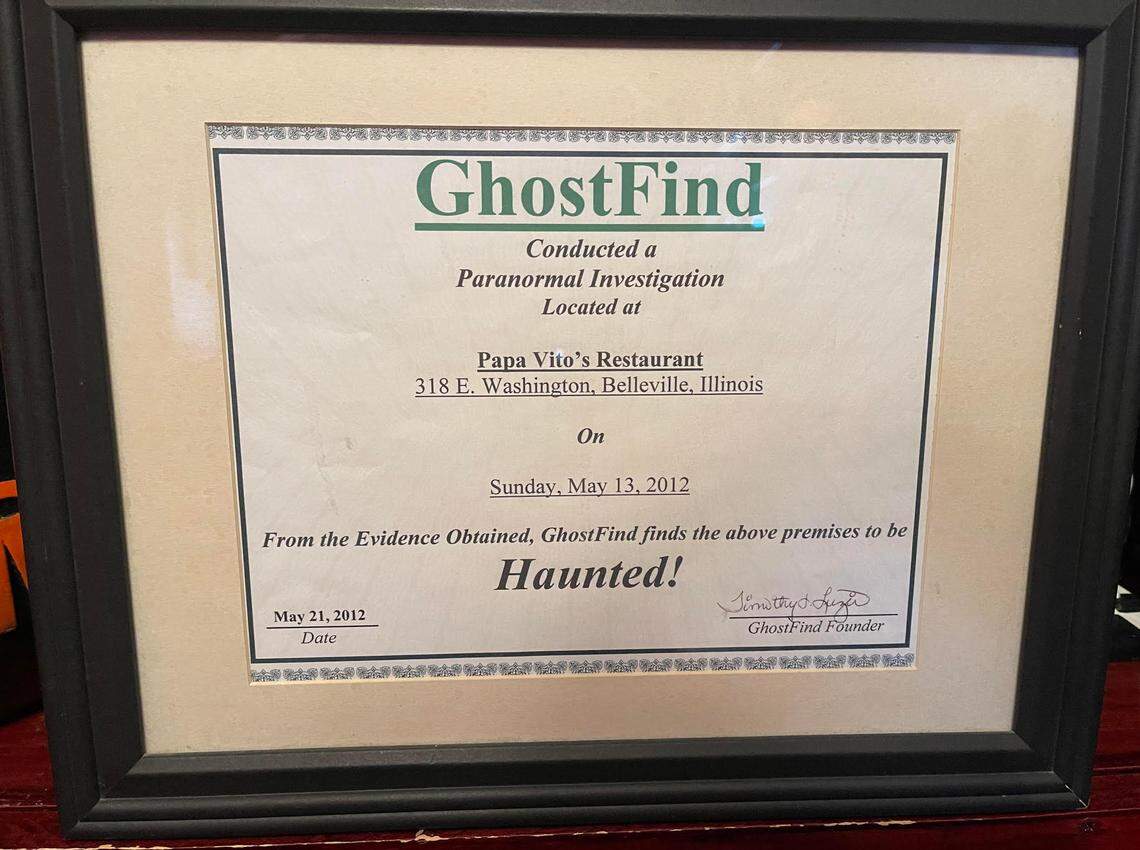 GhostFind
Conducted a
Paranormal Investigation
Located at
Papa Vito's Restaurant
318 E. Washington, Belleville, Illinois
On
Sunday, May 13, 2012
From the Evidence Obtained, GhostFind finds the above premises to be
Haunted!
May 21, 2012
Date
Timothy
GhostFind Founder